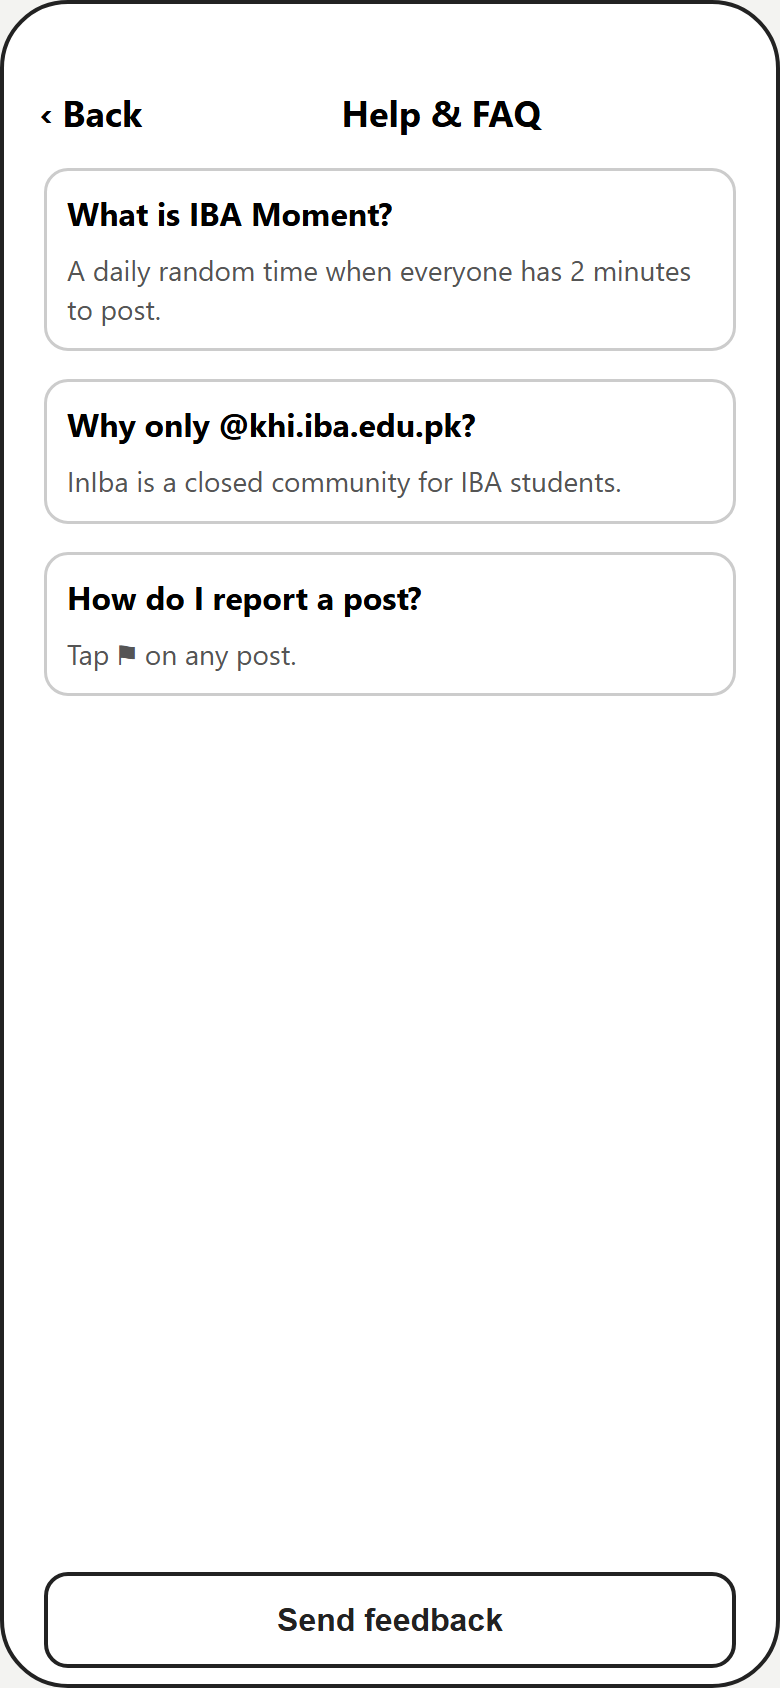 ‹ Back Help & FAQ
What is IBA Moment?
A daily random time when everyone has 2 minutes
to post.
Why only @khi.iba.edu.pk?
InIba is a closed community for IBA students.
How do I report a post?
Tap ⚑ on any post.
Send feedback